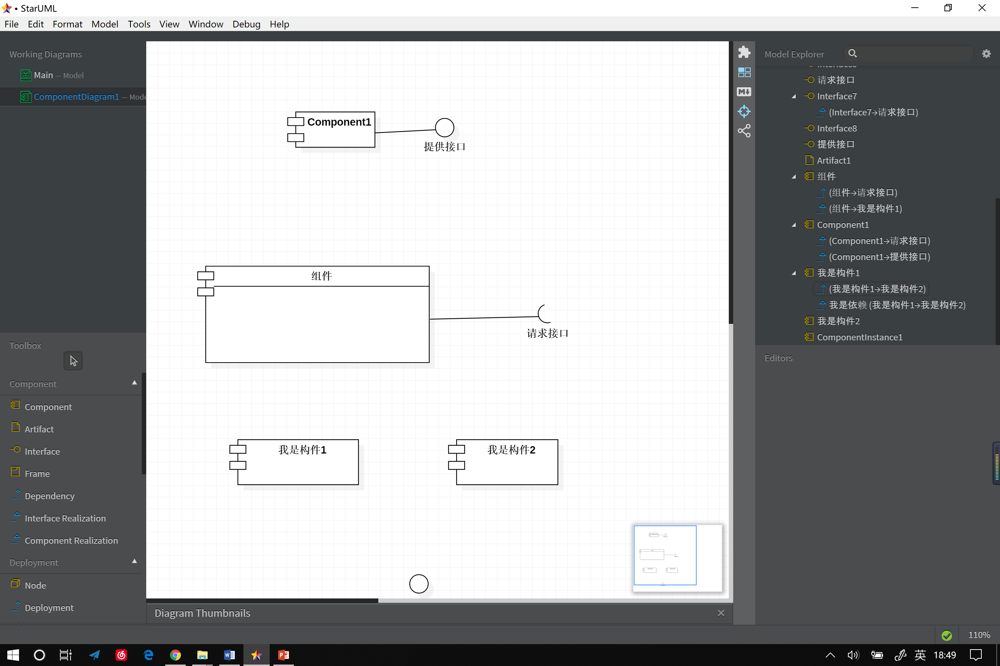 • StarUML
File Edit Format Model Tools View Window Debug Help
Working Diagrams
Main — Model
ComponentDiagram1 — Mode
Toolbox
Component
Component
Artifact
Interface
Frame
Dependency
Interface Realization
Component Realization
Deployment
Node
Deployment
Component1
提供接口
组件
请求接口
我是构件1
我是构件2
Diagram Thumbnails
Model Explorer
请求接口
Interface7
(Interface7→请求接口)
Interface8
提供接口
Artifact1
组件
(组件→请求接口)
(组件→我是构件1)
Component1
(Component1→请求接口)
(Component1→提供接口)
我是构件1
(我是构件1→我是构件2)
我是依赖 (我是构件1→我是构件2)
我是构件2
ComponentInstance1
Editors
110%
英 18:49